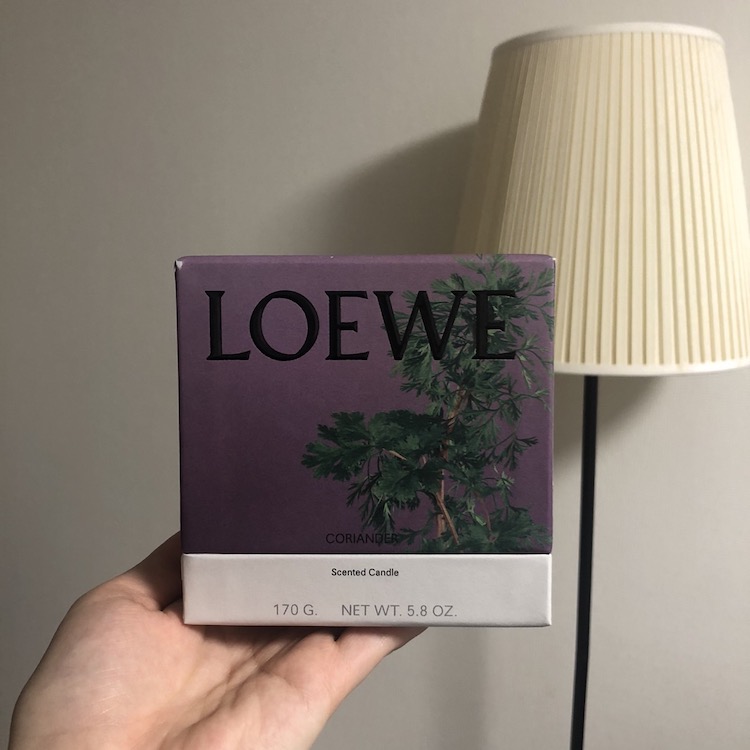 LOEWE
CORIANDER
Scented Candle
170 G. NET WT. 5.8 OZ.